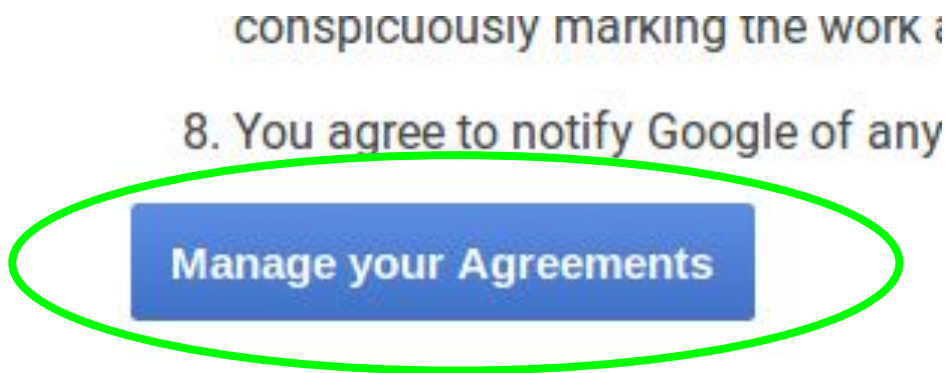 conspicuously marking the work
8. You agree to notify Google of any
Manage your Agreements